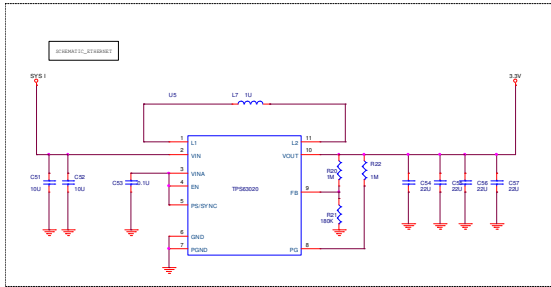 SCHEMATIC_ETHERNET
SYS I
3.3V
U5
L7 1U
1 L1
L2 11
2 VIN
VOUT 10
3 VINA
4 EN
TPS63020
5 PS/SYNC
FB 9
6 GND
7 PGND
PG 8
C51
10U
C52
10U
C53 0.1U
R20
1M
R22
1M
R21
180K
C54
22U
C55
22U
C56
22U
C57
22U